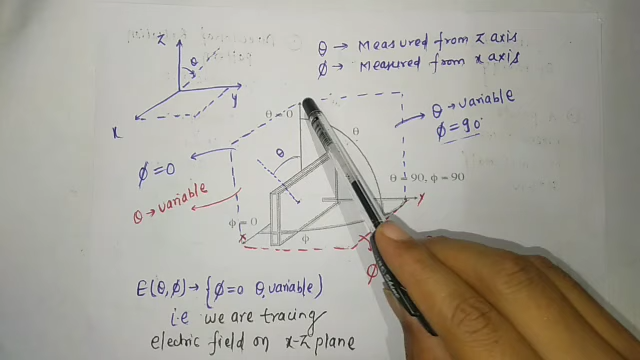 θ → Measured from z axis
φ → Measured from x axis
Z
θ
y
x
θ = 0
θ → variable
φ = 90
θ
θ
φ = 0
θ → variable
θ = 90, φ = 90
y
φ = 0
x
φ
φ
E(θ,φ) → {φ=0 θ, variable)
i.e we are tracing
electric field on x-z plane